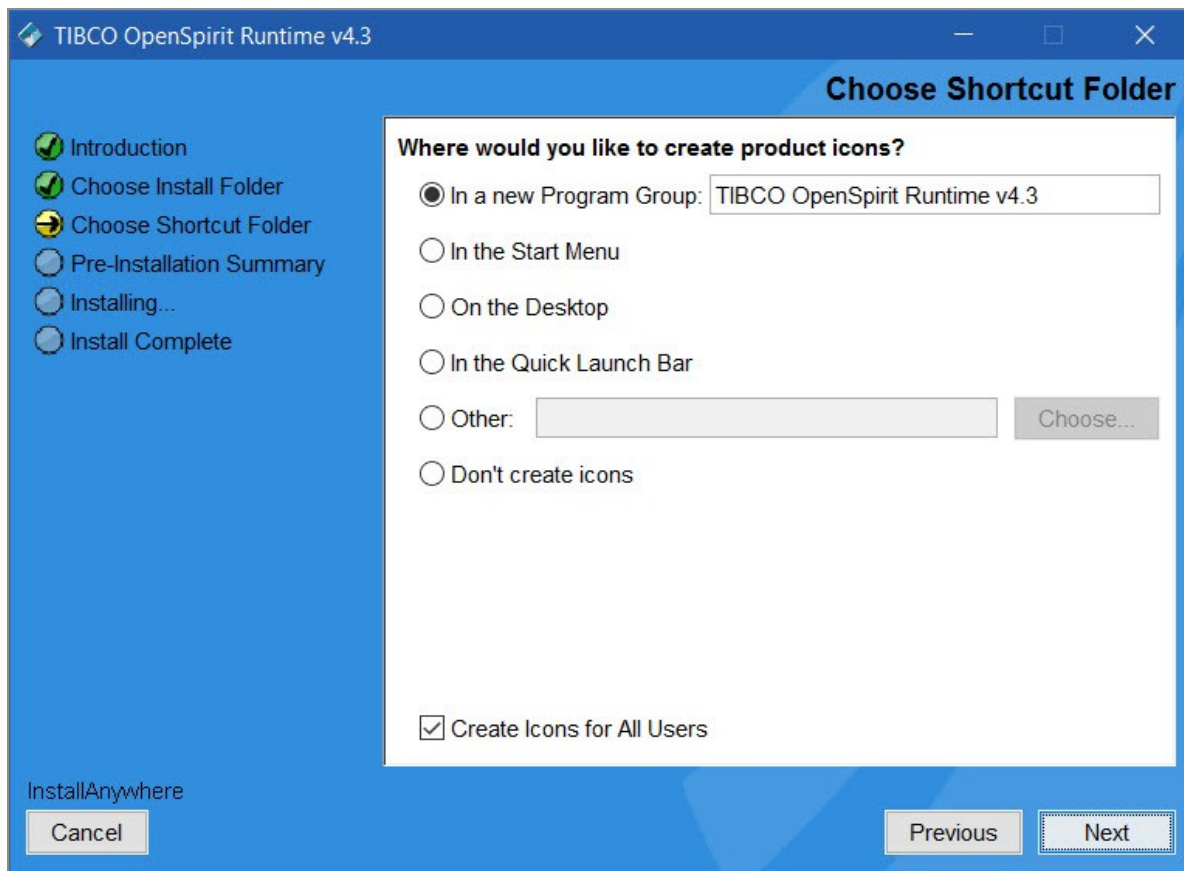 TIBCO OpenSpirit Runtime v4.3
Choose Shortcut Folder
Introduction
Choose Install Folder
Choose Shortcut Folder
Pre-Installation Summary
Installing...
Install Complete
Where would you like to create product icons?
In a new Program Group: TIBCO OpenSpirit Runtime v4.3
In the Start Menu
On the Desktop
In the Quick Launch Bar
Other: Choose...
Don't create icons
Create Icons for All Users
InstallAnywhere
Cancel Previous Next